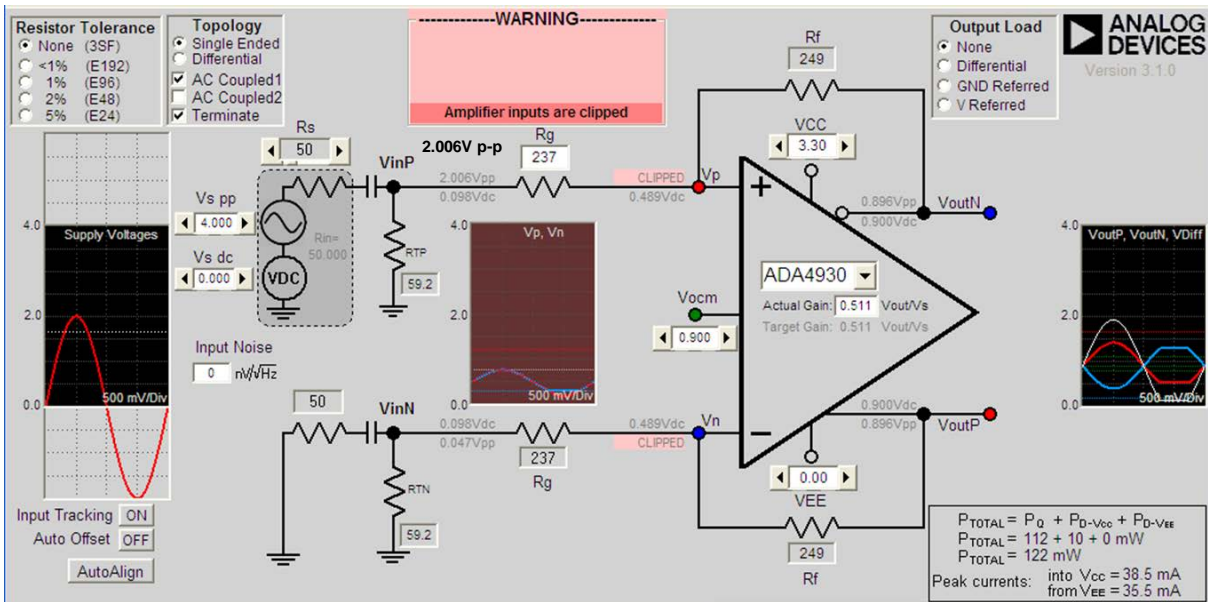 Resistor Tolerance
None (3SF)
<1% (E192)
1% (E96)
2% (E48)
5% (E24)
Topology
Single Ended
Differential
AC Coupled1
AC Coupled2
Terminate
WARNING
Amplifier inputs are clipped
Output Load
None
Differential
GND Referred
V Referred
ANALOG
DEVICES
Version 3.1.0
Rs
50
VinP
2.006V p-p
Rg
237
2.006Vpp
0.098Vdc
CLIPPED
0.489Vdc
Vp
Rf
249
VCC
3.30
0.896Vpp
0.900Vdc
VoutN
Vs pp
4.000
Vs dc
0.000
Rin=
50.000
VDC
RTP
59.2
4.0
Supply Voltages
2.0
0.0
500 mV/Div
4.0
Vp, Vn
2.0
0.0
500 mV/Div
ADA4930
Actual Gain: 0.511 Vout/Vs
Target Gain: 0.511 Vout/Vs
Vocm
0.900
4.0
VoutP, VoutN, VDiff
2.0
0.0
500 mV/Div
Input Noise
0 nV/√Hz
50
VinN
0.098Vdc
0.047Vpp
237
Rg
0.489Vdc
CLIPPED
Vn
0.900Vdc
0.896Vpp
VoutP
0.00
VEE
RTN
59.2
249
Rf
Input Tracking ON
Auto Offset OFF
AutoAlign
PTOTAL = PQ + PD-Vcc + PD-VEE
PTOTAL = 112 + 10 + 0 mW
PTOTAL = 122 mW
Peak currents: into Vcc = 38.5 mA
from VEE = 35.5 mA